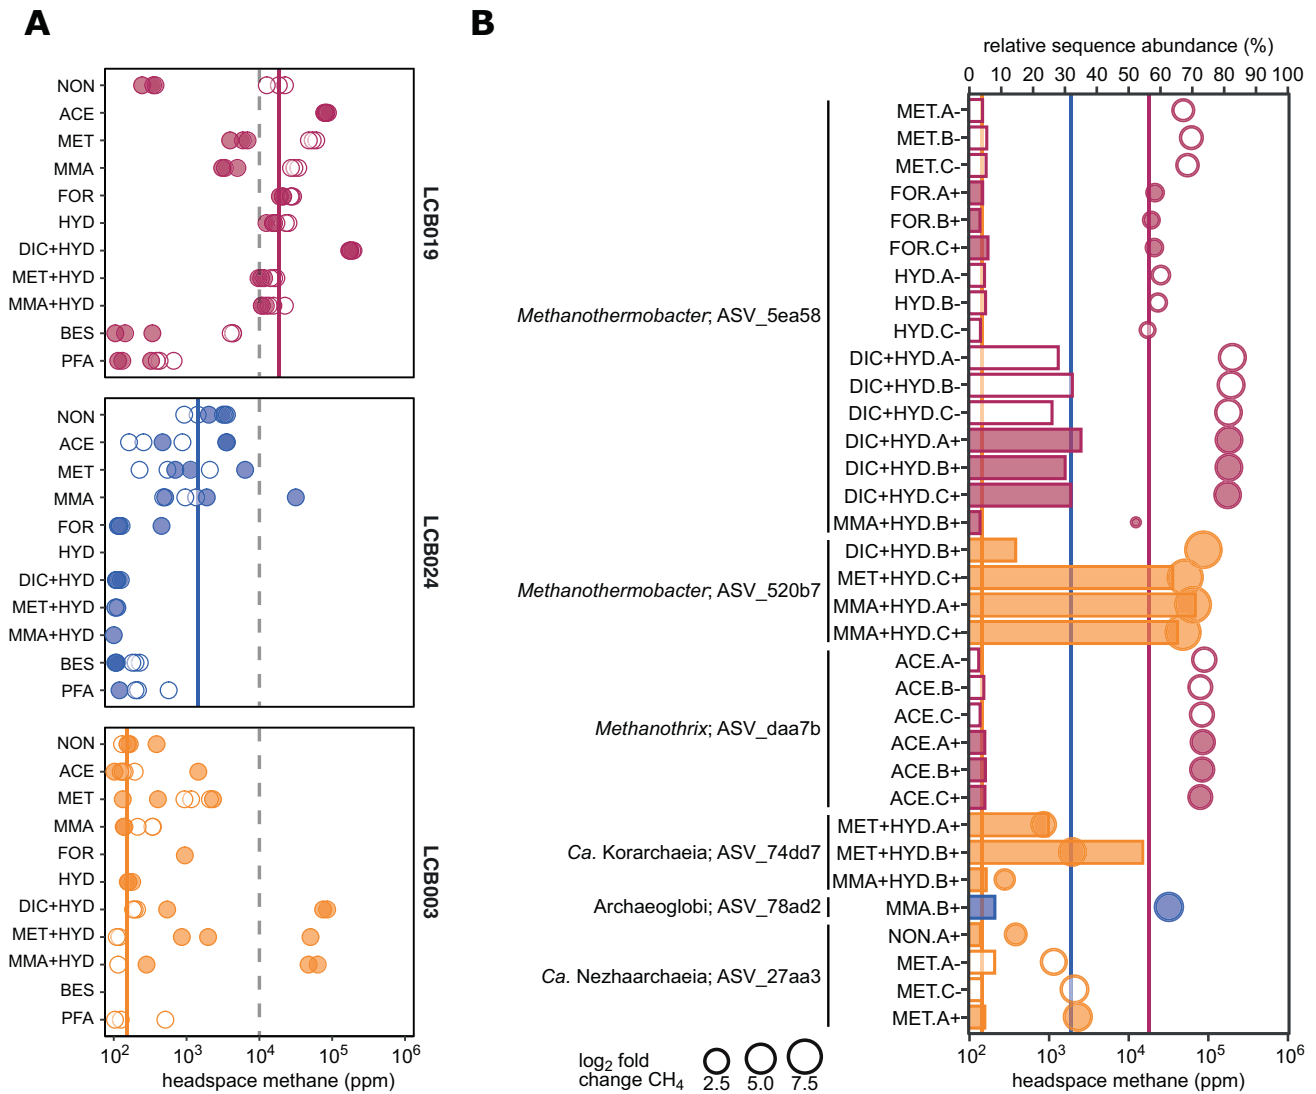 A
NON
ACE
MET
MMA
FOR
HYD
DIC+HYD
MET+HYD
MMA+HYD
BES
PFA
LCB019
NON
ACE
MET
MMA
FOR
HYD
DIC+HYD
MET+HYD
MMA+HYD
BES
PFA
LCB024
NON
ACE
MET
MMA
FOR
HYD
DIC+HYD
MET+HYD
MMA+HYD
BES
PFA
LCB003
10² 10³ 10⁴ 10⁵ 10⁶
headspace methane (ppm)
B
relative sequence abundance (%)
0 10 20 30 40 50 60 70 80 90 100
Methanothermobacter; ASV_5ea58
MET.A-
MET.B-
MET.C-
FOR.A+
FOR.B+
FOR.C+
HYD.A-
HYD.B-
HYD.C-
DIC+HYD.A-
DIC+HYD.B-
DIC+HYD.C-
DIC+HYD.A+
DIC+HYD.B+
DIC+HYD.C+
MMA+HYD.B+
Methanothermobacter; ASV_520b7
DIC+HYD.B+
MET+HYD.C+
MMA+HYD.A+
MMA+HYD.C+
Methanothrix; ASV_daa7b
ACE.A-
ACE.B-
ACE.C-
ACE.A+
ACE.B+
ACE.C+
Ca. Korarchaeia; ASV_74dd7
MET+HYD.A+
MET+HYD.B+
MMA+HYD.B+
Archaeoglobi; ASV_78ad2
MMA.B+
Ca. Nezhaarchaeia; ASV_27aa3
NON.A+
MET.A-
MET.C-
MET.A+
10² 10³ 10⁴ 10⁵ 10⁶
headspace methane (ppm)
log₂ fold
change CH₄
2.5 5.0 7.5